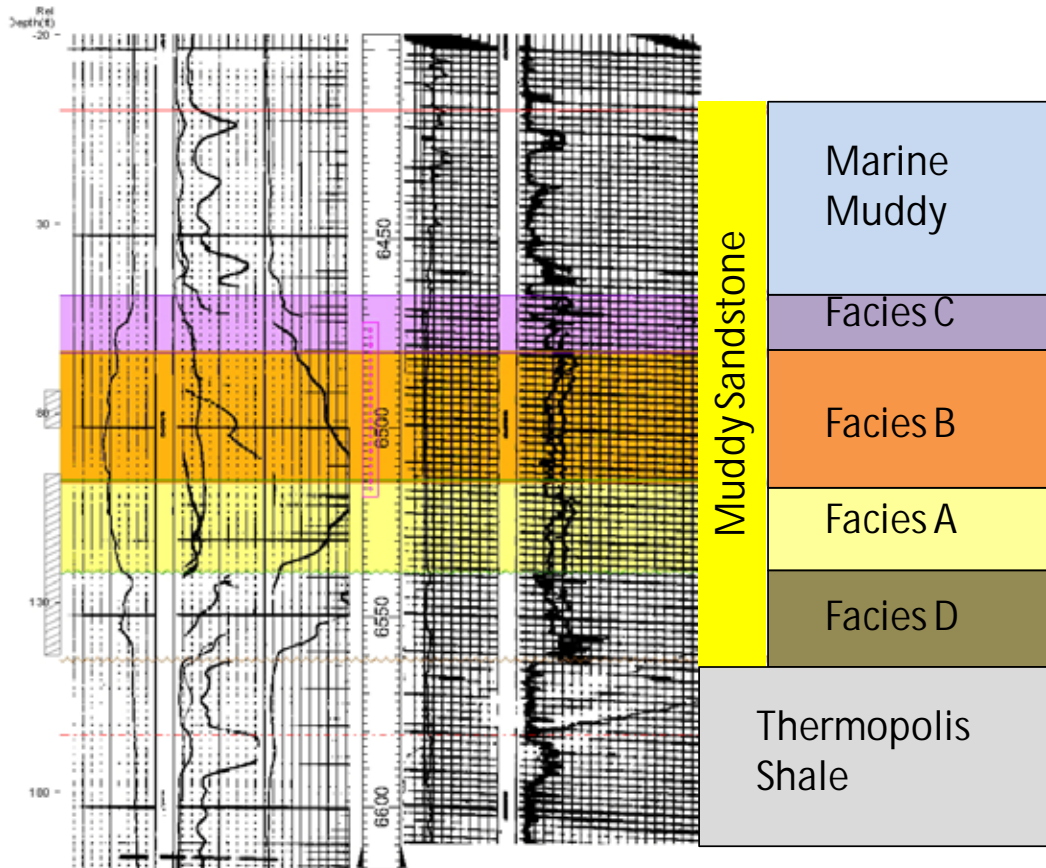 Rel
Depth(ft)
-20
30
80
130
180
6450
6500
6550
6600
Muddy Sandstone
Marine
Muddy
Facies C
Facies B
Facies A
Facies D
Thermopolis
Shale